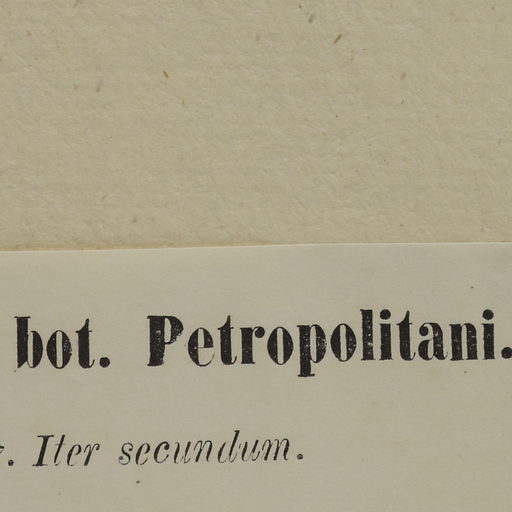 bot. Petropolitani.
Iter secundum.